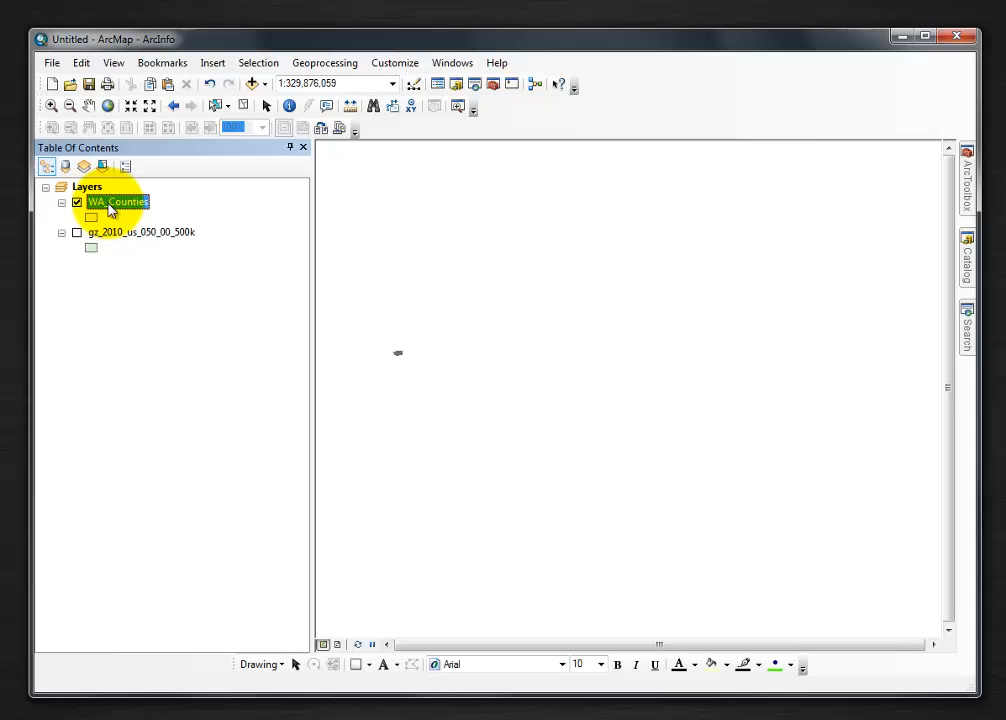 Untitled - ArcMap - ArcInfo
File Edit View Bookmarks Insert Selection Geoprocessing Customize Windows Help
1:329,876,059
100%
Table Of Contents
Layers
WA_Counties
gz_2010_us_050_00_500k
ArcToolbox
Catalog
Search
Drawing
A
Arial
10
B I U A